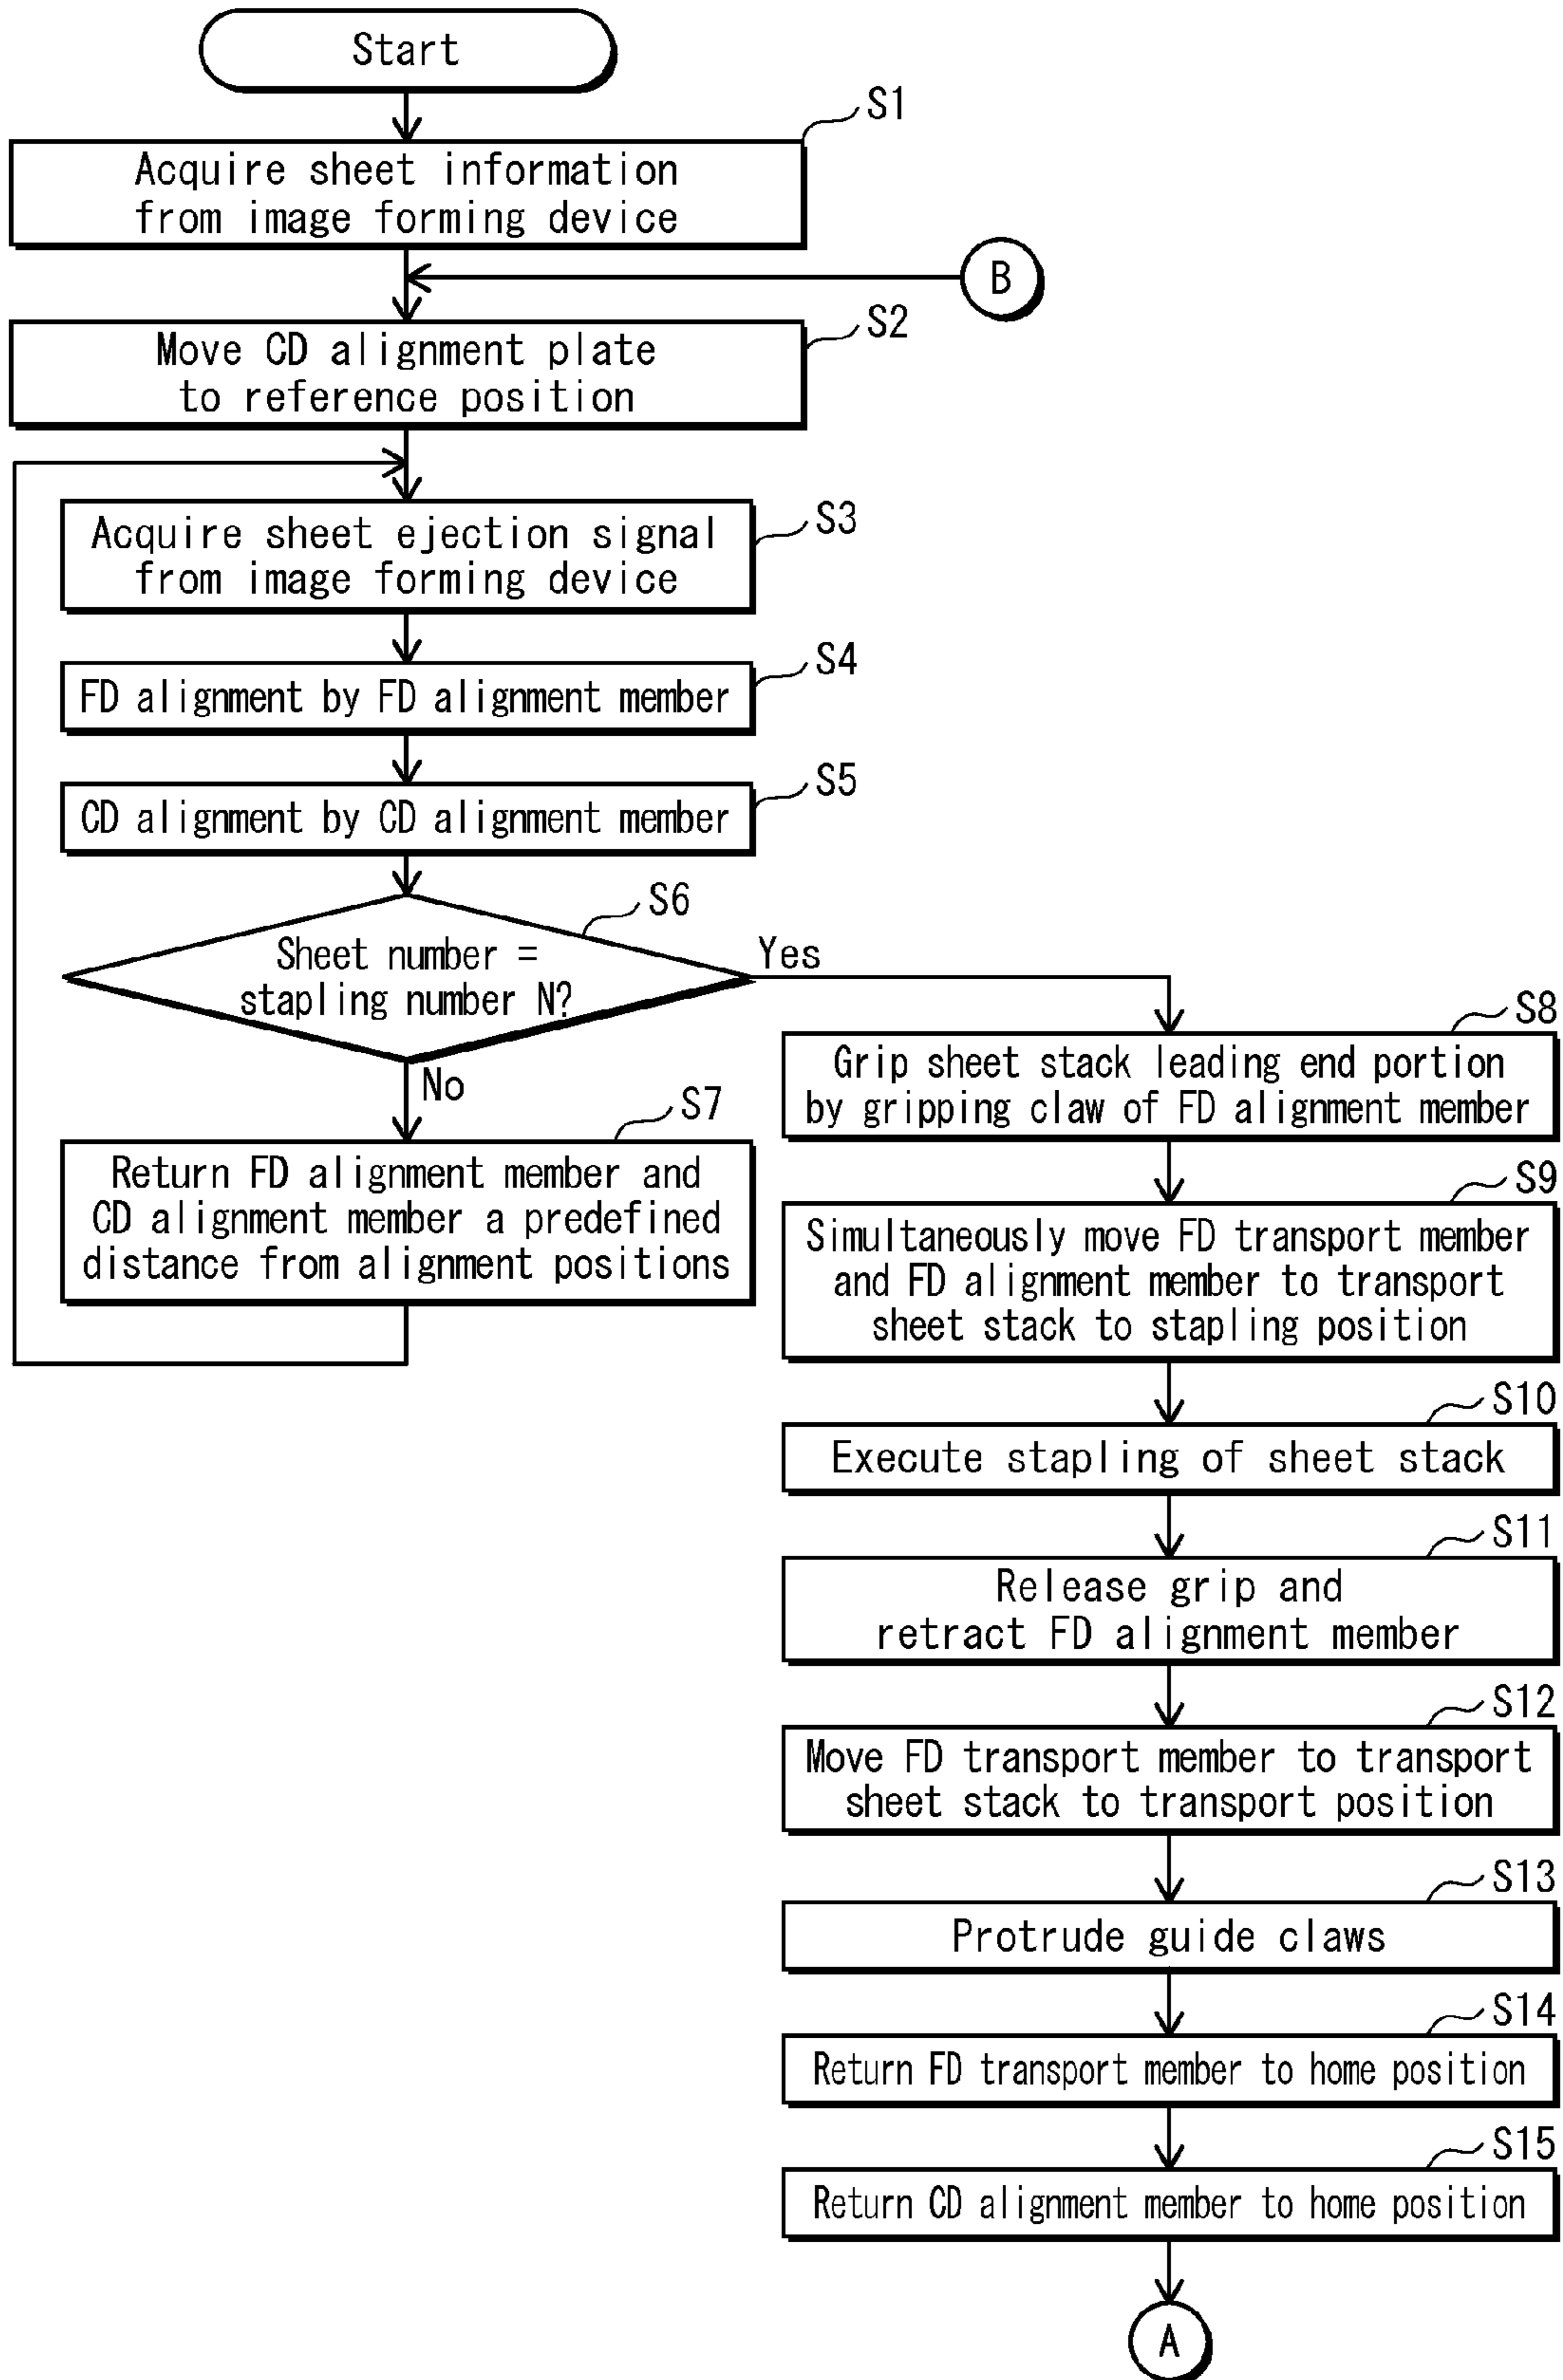 Start
S1
Acquire sheet information
from image forming device
B
S2
Move CD alignment plate
to reference position
S3
Acquire sheet ejection signal
from image forming device
S4
FD alignment by FD alignment member
S5
CD alignment by CD alignment member
S6
Sheet number =
stapling number N?
Yes
No
S7
Return FD alignment member and
CD alignment member a predefined
distance from alignment positions
S8
Grip sheet stack leading end portion
by gripping claw of FD alignment member
S9
Simultaneously move FD transport member
and FD alignment member to transport
sheet stack to stapling position
S10
Execute stapling of sheet stack
S11
Release grip and
retract FD alignment member
S12
Move FD transport member to transport
sheet stack to transport position
S13
Protrude guide claws
S14
Return FD transport member to home position
S15
Return CD alignment member to home position
A